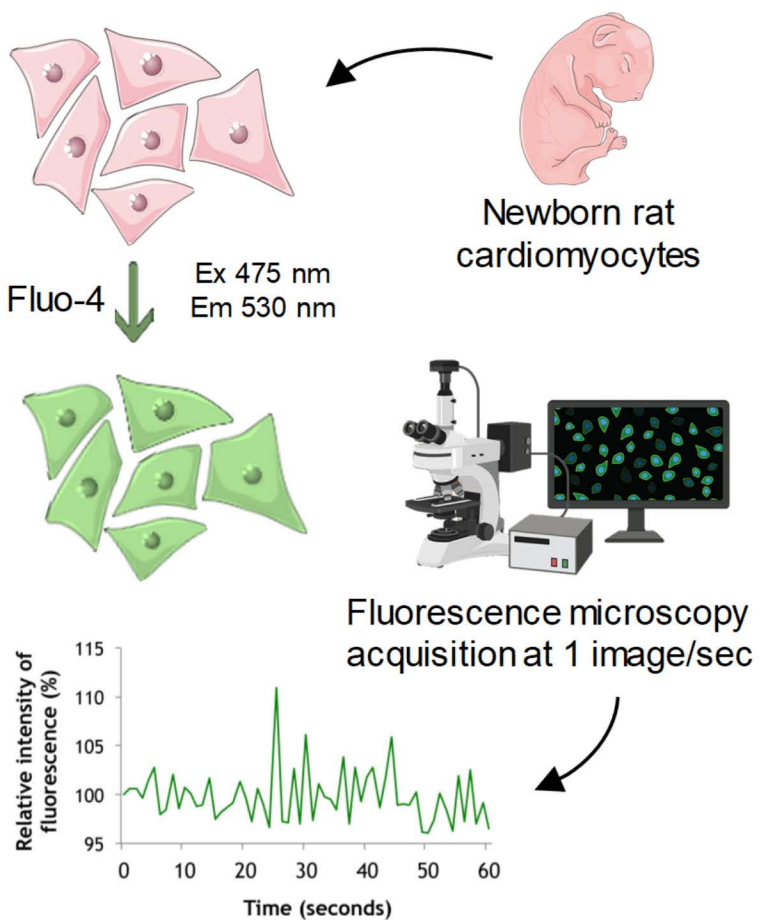 Newborn rat
cardiomyocytes
Fluo-4
Ex 475 nm
Em 530 nm
Fluorescence microscopy
acquisition at 1 image/sec
Relative intensity of
fluorescence (%)
115
110
105
100
95
0 10 20 30 40 50 60
Time (seconds)